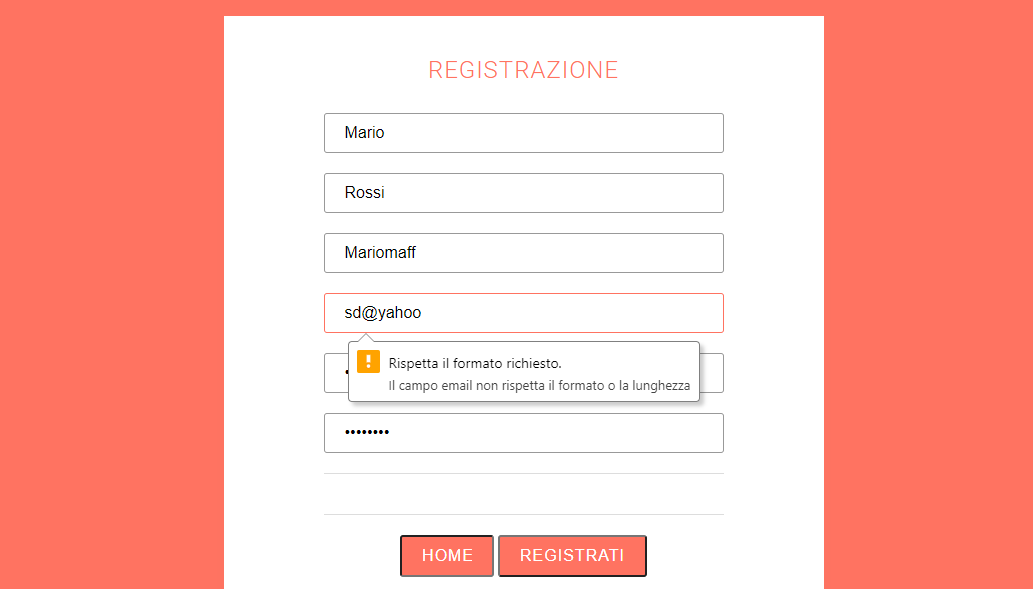 REGISTRAZIONE
Mario
Rossi
Mariomaff
sd@yahoo
Rispetta il formato richiesto.
Il campo email non rispetta il formato o la lunghezza
••••••••
HOME REGISTRATI